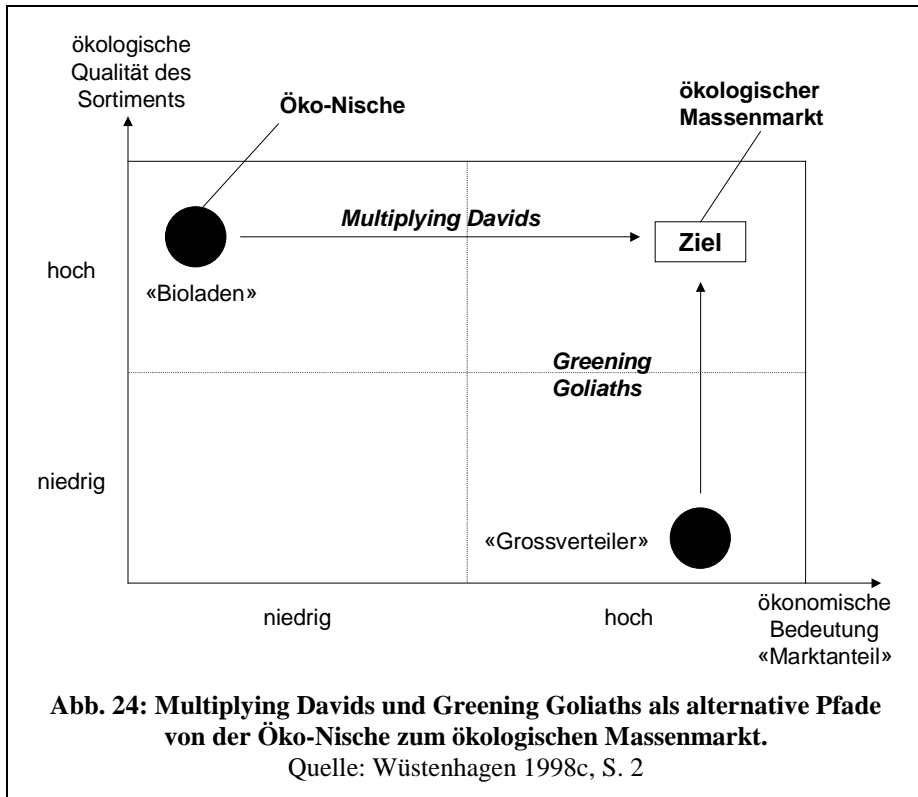 ökologische
Qualität des
Sortiments
Öko-Nische
ökologischer
Massenmarkt
Multiplying Davids
Ziel
hoch
«Bioladen»
Greening
Goliaths
niedrig
«Grossverteiler»
niedrig
hoch
ökonomische
Bedeutung
«Marktanteil»
Abb. 24: Multiplying Davids und Greening Goliaths als alternative Pfade
von der Öko-Nische zum ökologischen Massenmarkt.
Quelle: Wüstenhagen 1998c, S. 2